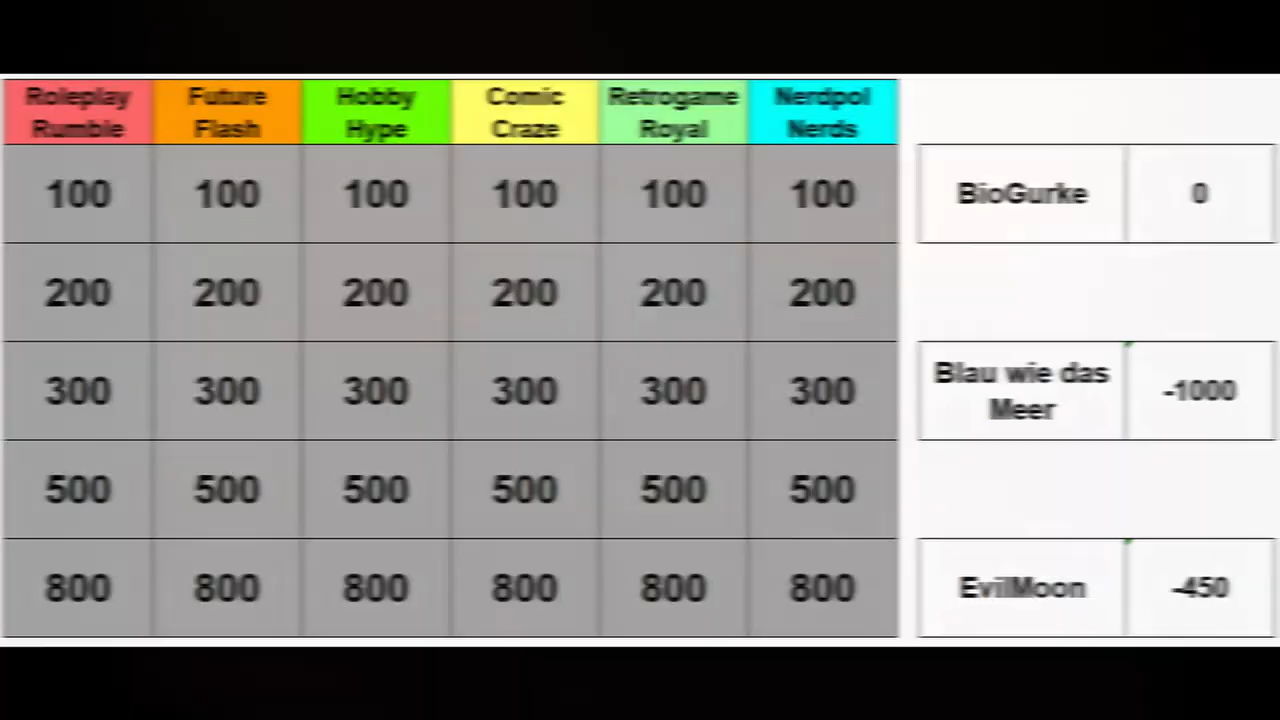 Roleplay Future Hobby Comic Retrogame Nerdpol
Rumble Flash Hype Craze Royal Nerds
100 100 100 100 100 100 BioGurke 0
200 200 200 200 200 200
300 300 300 300 300 300 Blau wie das Meer -1000
500 500 500 500 500 500
800 800 800 800 800 800 EvilMoon -450